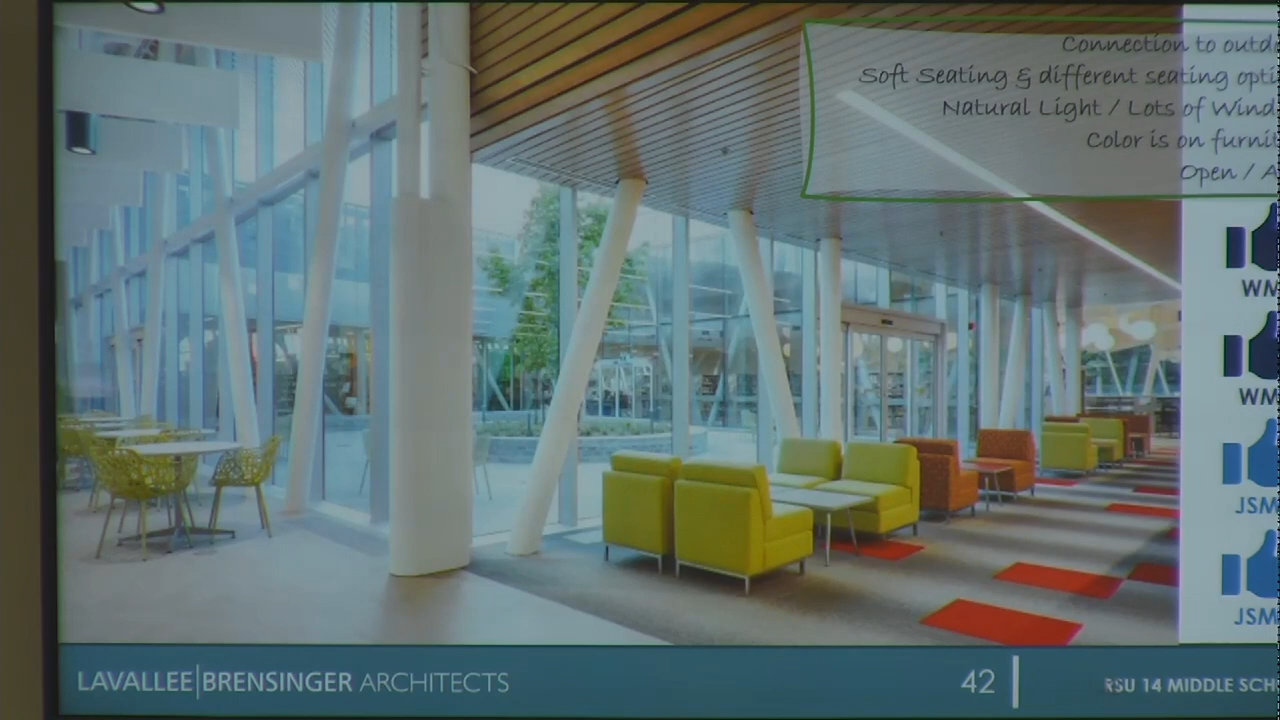 Connection to outd
Soft Seating & different seating opti
Natural Light / Lots of Wind
Color is on furnit
Open / A
WM
WM
JSM
JSM
LAVALLEE|BRENSINGER ARCHITECTS
42
RSU 14 MIDDLE SCH